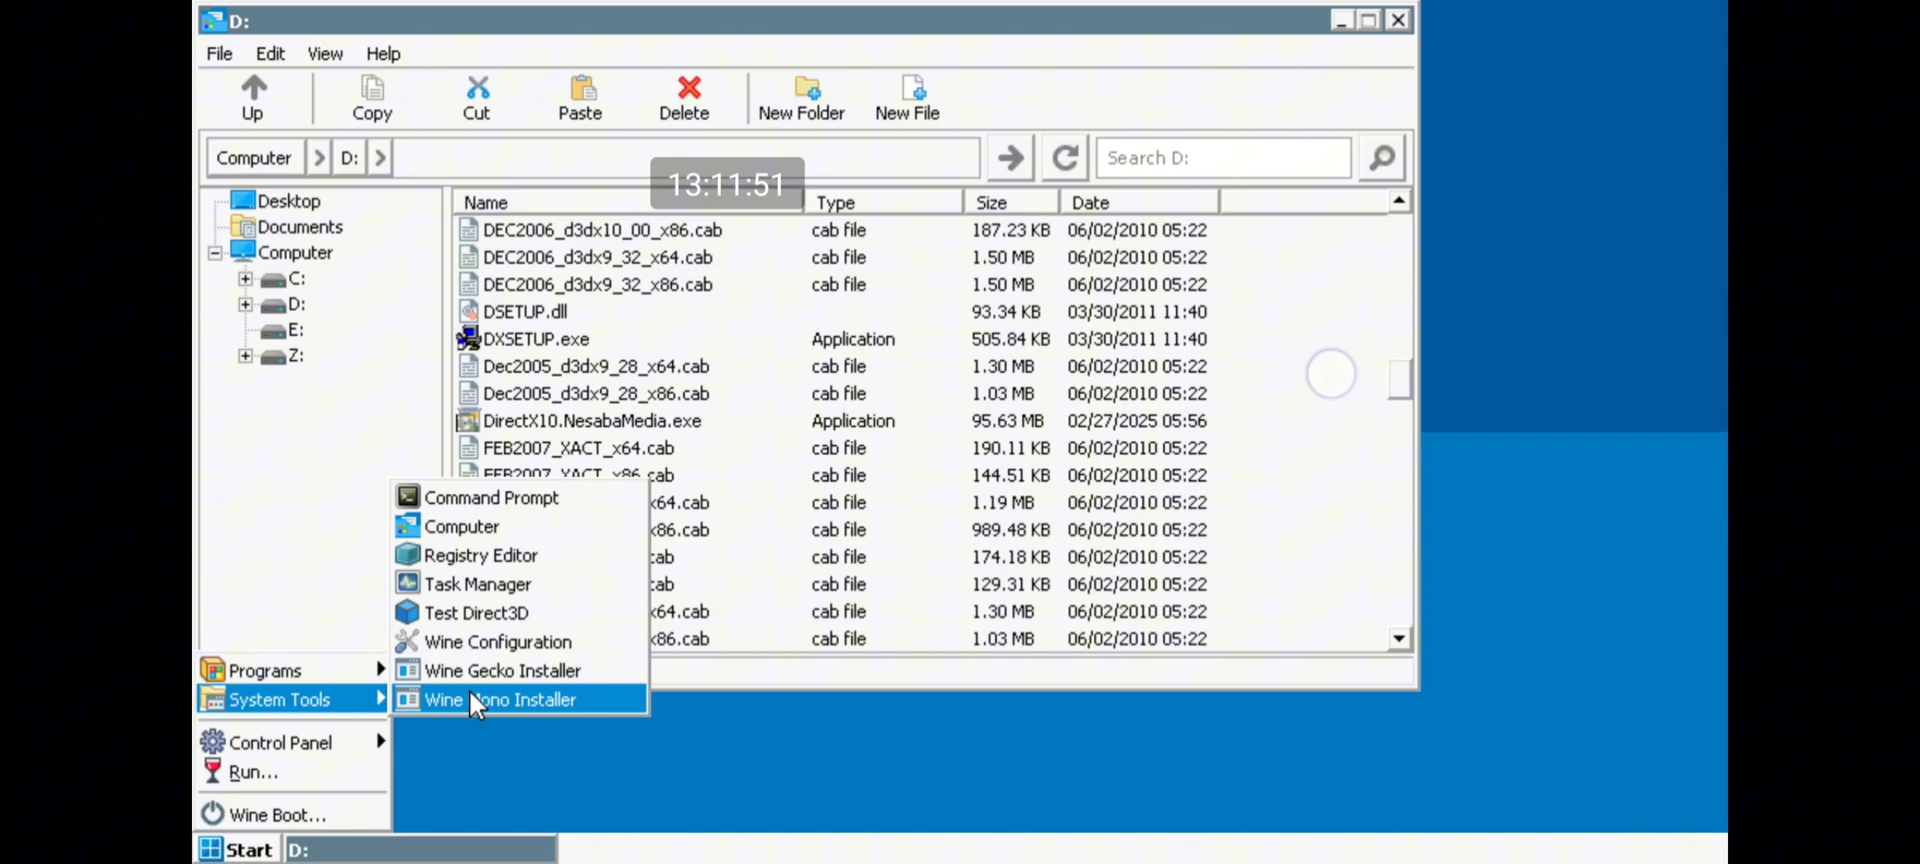 D:
File Edit View Help
Up Copy Cut Paste Delete New Folder New File
Computer D: Search D:
13:11:51
Desktop
Documents
Computer
C:
D:
E:
Z:
Name Type Size Date
DEC2006_d3dx10_00_x86.cab cab file 187.23 KB 06/02/2010 05:22
DEC2006_d3dx9_32_x64.cab cab file 1.50 MB 06/02/2010 05:22
DEC2006_d3dx9_32_x86.cab cab file 1.50 MB 06/02/2010 05:22
DSETUP.dll 93.34 KB 03/30/2011 11:40
DXSETUP.exe Application 505.84 KB 03/30/2011 11:40
Dec2005_d3dx9_28_x64.cab cab file 1.30 MB 06/02/2010 05:22
Dec2005_d3dx9_28_x86.cab cab file 1.03 MB 06/02/2010 05:22
DirectX10.NesabaMedia.exe Application 95.63 MB 02/27/2025 05:56
FEB2007_XACT_x64.cab cab file 190.11 KB 06/02/2010 05:22
FEB2007_XACT_x86.cab cab file 144.51 KB 06/02/2010 05:22
x64.cab cab file 1.19 MB 06/02/2010 05:22
x86.cab cab file 989.48 KB 06/02/2010 05:22
cab cab file 174.18 KB 06/02/2010 05:22
cab cab file 129.31 KB 06/02/2010 05:22
x64.cab cab file 1.30 MB 06/02/2010 05:22
x86.cab cab file 1.03 MB 06/02/2010 05:22
Command Prompt
Computer
Registry Editor
Task Manager
Test Direct3D
Wine Configuration
Wine Gecko Installer
Wine Mono Installer
Programs
System Tools
Control Panel
Run...
Wine Boot...
Start D: